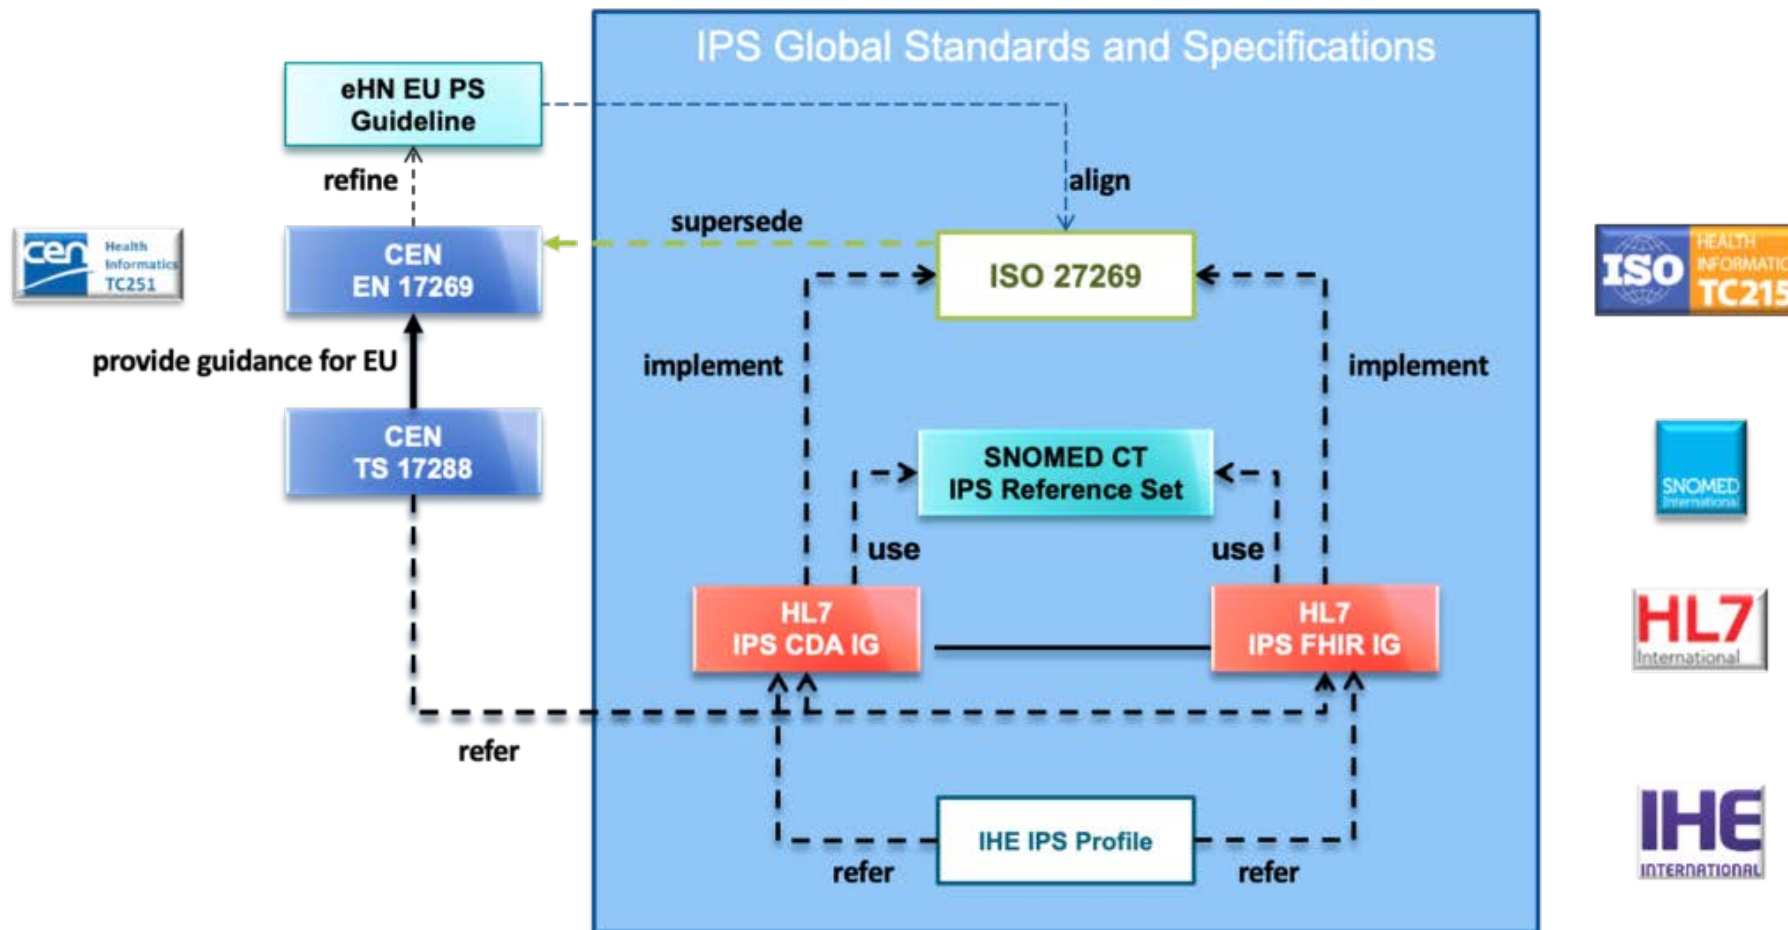 IPS Global Standards and Specifications
eHN EU PS
Guideline
refine
align
supersede
cen
Health
Informatics
TC251
CEN
EN 17269
ISO 27269
ISO
HEALTH
INFORMATIC
TC215
provide guidance for EU
implement
implement
CEN
TS 17288
SNOMED CT
IPS Reference Set
SNOMED
International
use
use
HL7
IPS CDA IG
HL7
IPS FHIR IG
HL7
International
refer
IHE IPS Profile
refer
refer
IHE
INTERNATIONAL